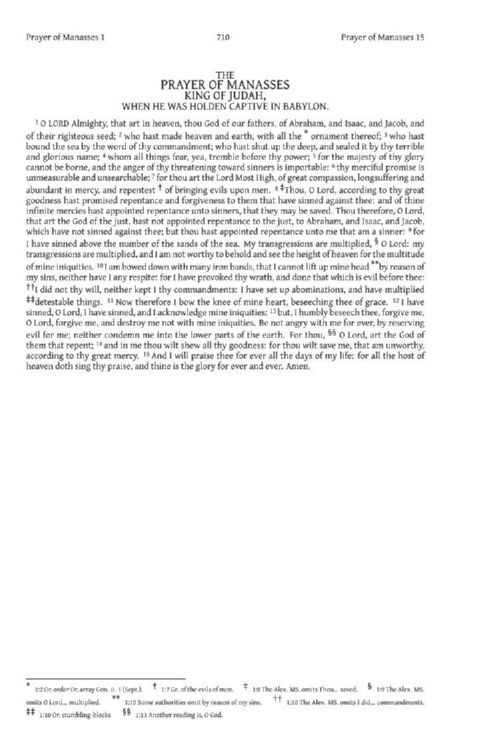 Prayer of Manasses 1 710 Prayer of Manasses 15
THE
PRAYER OF MANASSES
KING OF JUDAH,
WHEN HE WAS HOLDEN CAPTIVE IN BABYLON.
1 O LORD Almighty, that art in heaven, thou God of our fathers, of Abraham, and Isaac, and Jacob, and
of their righteous seed; 2 who hast made heaven and earth, with all the * ornament thereof; 3 who hast
bound the sea by the word of thy commandment; who hast shut up the deep, and sealed it by thy terrible
and glorious name; 4 whom all things fear, yea, tremble before thy power; 5 for the majesty of thy glory
cannot be borne, and the anger of thy threatening toward sinners is importable: 6 thy merciful promise is
unmeasurable and unsearchable; 7 for thou art the Lord Most High, of great compassion, longsuffering and
abundant in mercy, and repentest † of bringing evils upon men. 8 ‡Thou, O Lord, according to thy great
goodness hast promised repentance and forgiveness to them that have sinned against thee: and of thine
infinite mercies hast appointed repentance unto sinners, that they may be saved. Thou therefore, O Lord,
that art the God of the just, hast not appointed repentance to the just, to Abraham, and Isaac, and Jacob,
which have not sinned against thee; but thou hast appointed repentance unto me that am a sinner: 9 for
I have sinned above the number of the sands of the sea. My transgressions are multiplied, § O Lord: my
transgressions are multiplied, and I am not worthy to behold and see the height of heaven for the multitude
of mine iniquities. 10 I am bowed down with many iron bands, that I cannot lift up mine head **by reason of
my sins, neither have I any respite: for I have provoked thy wrath, and done that which is evil before thee:
††I did not thy will, neither kept I thy commandments: I have set up abominations, and have multiplied
‡‡detestable things. 11 Now therefore I bow the knee of mine heart, beseeching thee of grace. 12 I have
sinned, O Lord, I have sinned, and I acknowledge mine iniquities: 13 but, I humbly beseech thee, forgive me,
O Lord, forgive me, and destroy me not with mine iniquities. Be not angry with me for ever, by reserving
evil for me; neither condemn me into the lower parts of the earth. For thou, §§ O Lord, art the God of
them that repent; 14 and in me thou wilt shew all thy goodness: for thou wilt save me, that am unworthy,
according to thy great mercy. 15 And I will praise thee for ever all the days of my life: for all the host of
heaven doth sing thy praise, and thine is the glory for ever and ever. Amen.
* 1:2 Or, order Or, array Gen. ii. 1 (Sept.). † 1:7 Gr. of the evils of men. ‡ 1:8 The Alex. MS. omits Thou... saved. § 1:9 The Alex. MS.
omits O Lord... multiplied. ** 1:10 Some authorities omit by reason of my sins. †† 1:10 The Alex. MS. omits I did... commandments.
‡‡ 1:10 Or, stumbling-blocks §§ 1:13 Another reading is, O God.